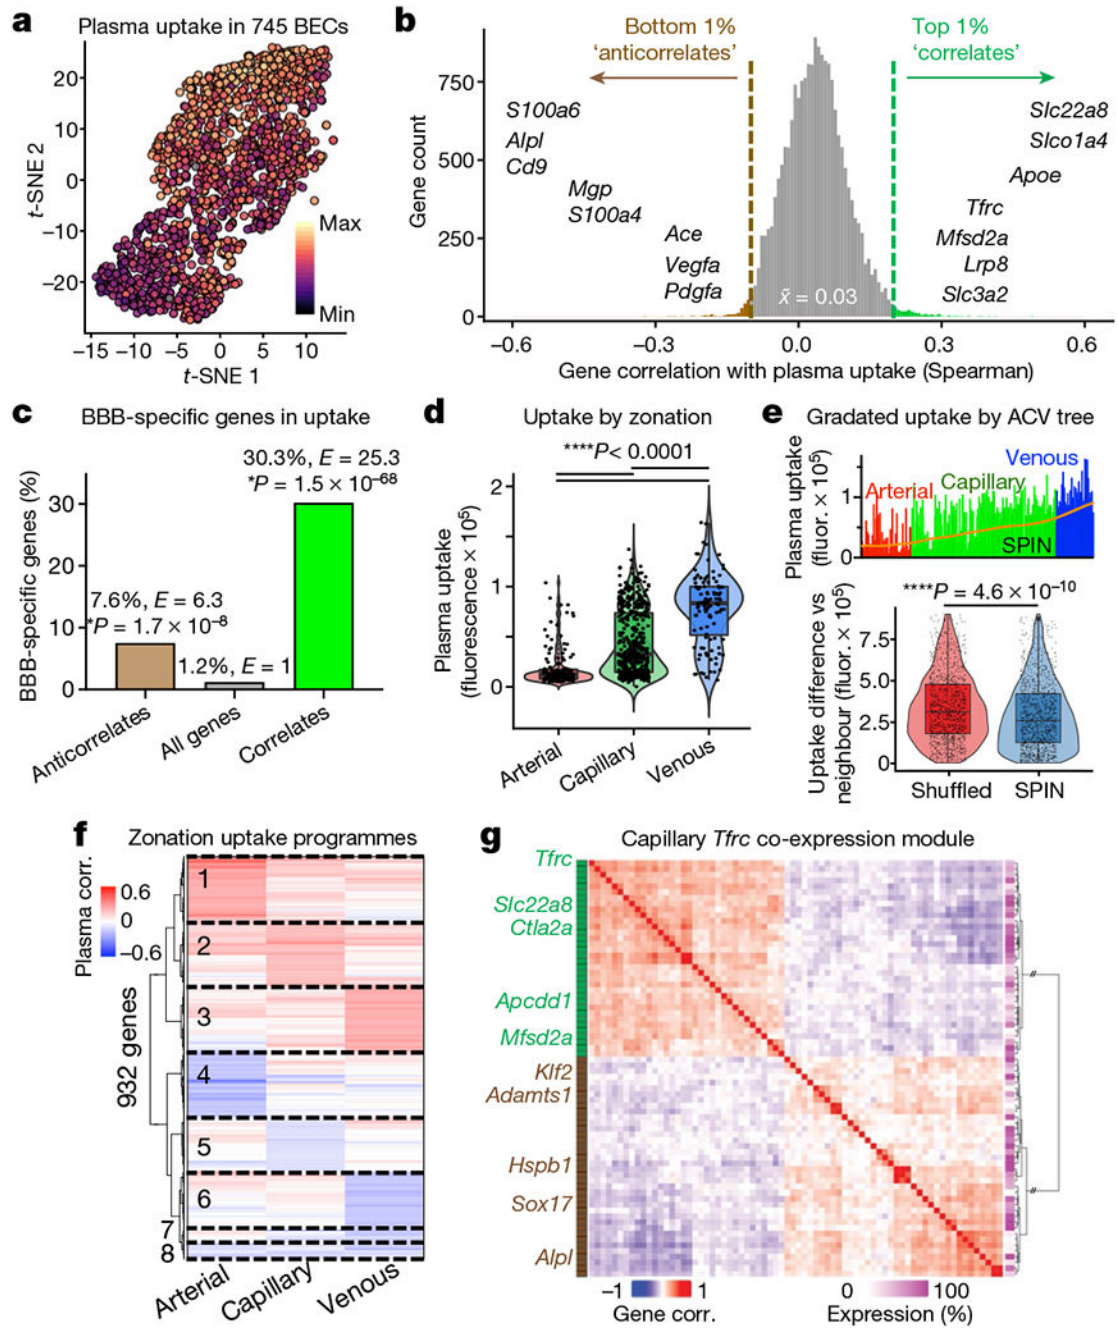 a
Plasma uptake in 745 BECs
20
10
0
−10
−20
t-SNE 2
Max
Min
−15 −10 −5 0 5 10
t-SNE 1
b
Bottom 1%
‘anticorrelates’
Top 1%
‘correlates’
750
500
250
0
Gene count
S100a6
Alpl
Cd9
Mgp
S100a4
Ace
Vegfa
Pdgfa
Slc22a8
Slco1a4
Apoe
Tfrc
Mfsd2a
Lrp8
Slc3a2
x̃ = 0.03
−0.6 −0.3 0.0 0.3 0.6
Gene correlation with plasma uptake (Spearman)
c
BBB-specific genes in uptake
30.3%, E = 25.3
*P = 1.5 × 10⁻⁶⁸
7.6%, E = 6.3
*P = 1.7 × 10⁻⁸
1.2%, E = 1
30
20
10
0
BBB-specific genes (%)
Anticorrelates
All genes
Correlates
d
Uptake by zonation
****P< 0.0001
2
1
0
Plasma uptake
(fluorescence × 10⁵)
Arterial
Capillary
Venous
e
Gradated uptake by ACV tree
Plasma uptake
(fluor. × 10⁵)
1
0
Arterial
Capillary
Venous
SPIN
****P = 4.6 × 10⁻¹⁰
7.5
5.0
2.5
0
Uptake difference vs
neighbour (fluor. × 10⁵)
Shuffled
SPIN
f
Zonation uptake programmes
Plasma corr.
0.6
0
−0.6
932 genes
1
2
3
4
5
6
7
8
Arterial
Capillary
Venous
g
Capillary Tfrc co-expression module
Tfrc
Slc22a8
Ctla2a
Apcdd1
Mfsd2a
Klf2
Adamts1
Hspb1
Sox17
Alpl
−1 1
Gene corr.
0 100
Expression (%)